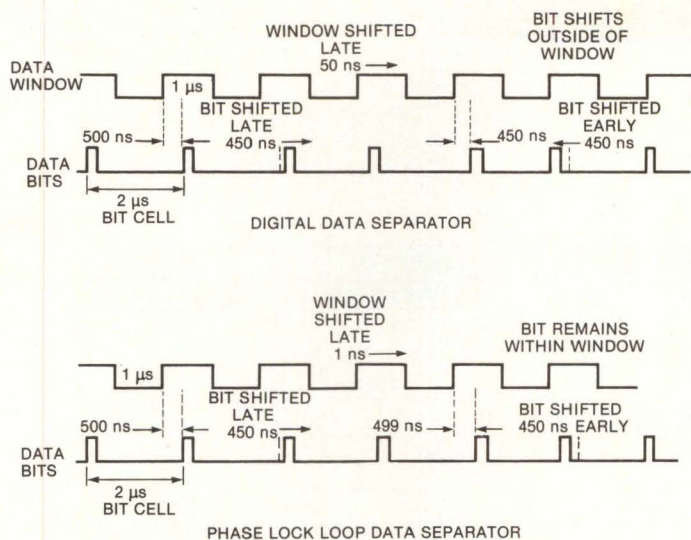 WINDOW SHIFTED
LATE
50 ns
BIT SHIFTS
OUTSIDE OF
WINDOW
DATA
WINDOW
1 µs
500 ns
BIT SHIFTED
LATE
450 ns
450 ns
BIT SHIFTED
EARLY
450 ns
DATA
BITS
2 µs
BIT CELL
DIGITAL DATA SEPARATOR
WINDOW
SHIFTED
LATE
1 ns
BIT REMAINS
WITHIN WINDOW
1 µs
500 ns
BIT SHIFTED
LATE
450 ns
499 ns
BIT SHIFTED
450 ns EARLY
DATA
BITS
2 µs
BIT CELL
PHASE LOCK LOOP DATA SEPARATOR